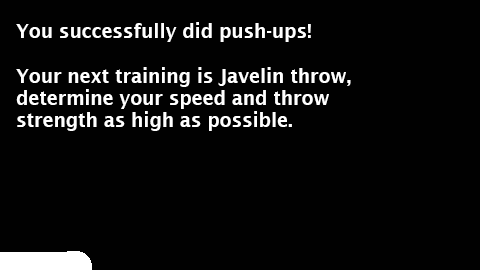 You successfully did push-ups!
Your next training is Javelin throw,
determine your speed and throw
strength as high as possible.